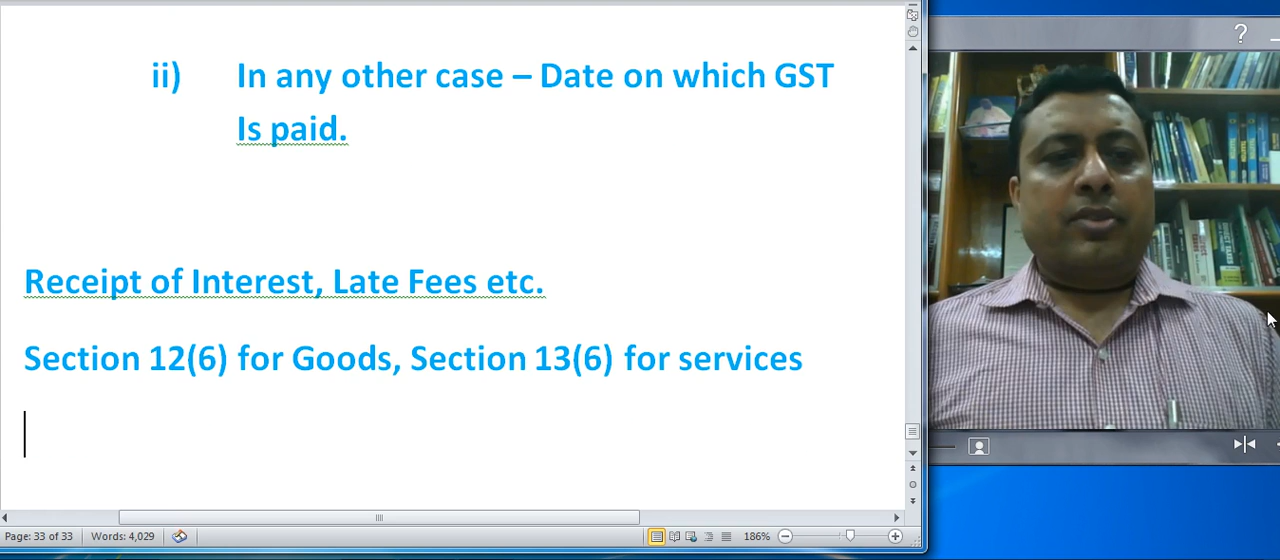 ii) In any other case – Date on which GST
Is paid.
Receipt of Interest, Late Fees etc.
Section 12(6) for Goods, Section 13(6) for services
Page: 33 of 33 Words: 4,029 186%
?